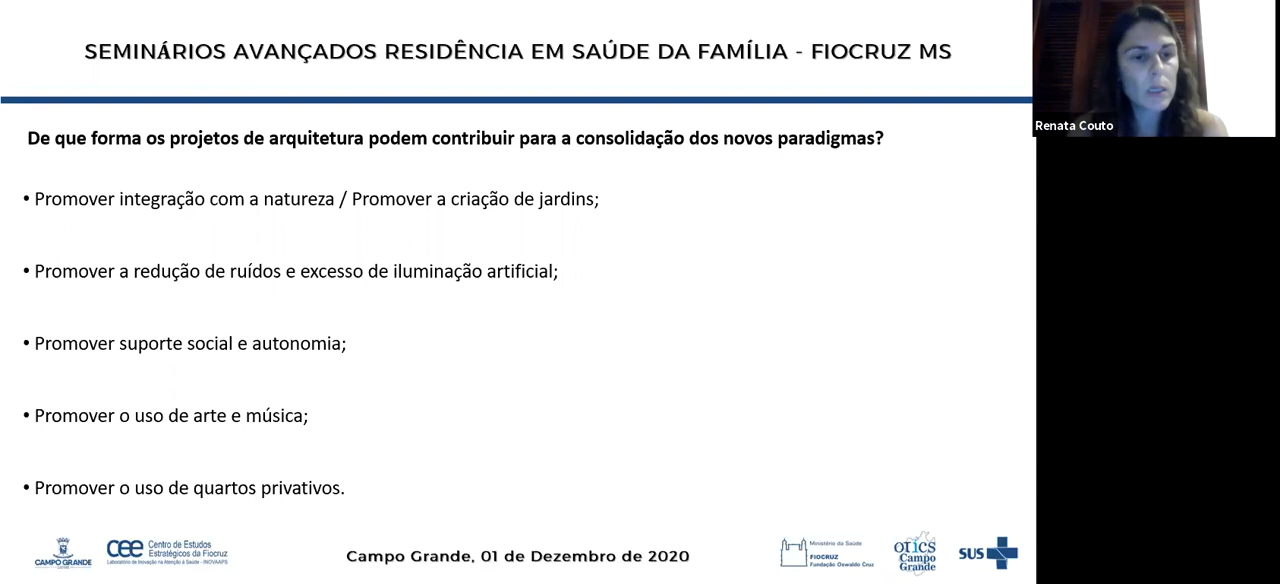 SEMINÁRIOS AVANÇADOS RESIDÊNCIA EM SAÚDE DA FAMÍLIA - FIOCRUZ MS
Renata Couto
De que forma os projetos de arquitetura podem contribuir para a consolidação dos novos paradigmas?
• Promover integração com a natureza / Promover a criação de jardins;
• Promover a redução de ruídos e excesso de iluminação artificial;
• Promover suporte social e autonomia;
• Promover o uso de arte e música;
• Promover o uso de quartos privativos.
CAMPO GRANDE
cee
Centro de Estudos
Estratégicos da Fiocruz
Laboratório de Inovação na Atenção à Saúde - INOVAAPS
Campo Grande, 01 de Dezembro de 2020
Ministério da Saúde
FIOCRUZ
Fundação Oswaldo Cruz
OTICS
Campo
Grande
SUS